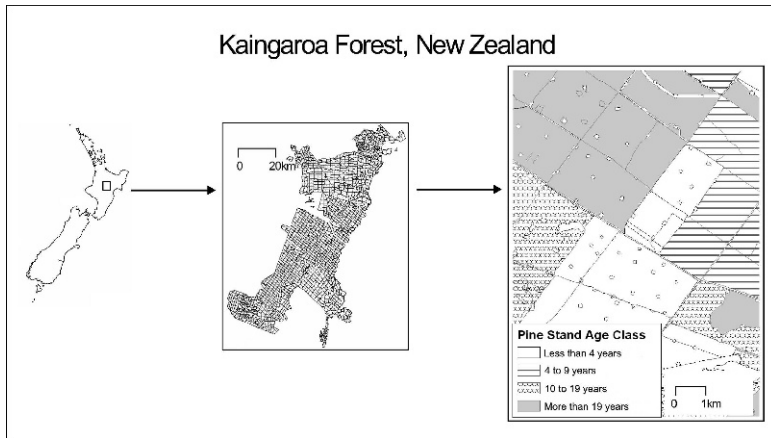 Kaingaroa Forest, New Zealand
0 20km
Pine Stand Age Class
Less than 4 years
4 to 9 years
10 to 19 years
More than 19 years
0 1km